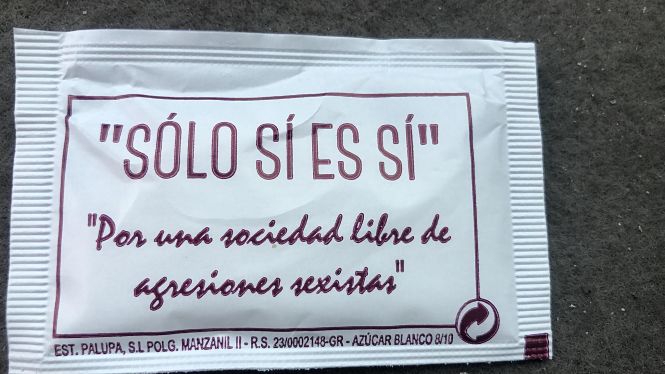 "SÓLO SÍ ES SÍ"
"Por una sociedad libre de
agresiones sexistas"
EST. PALUPA, S.L POLG. MANZANIL II - R.S. 23/0002148-GR - AZÚCAR BLANCO 8/10